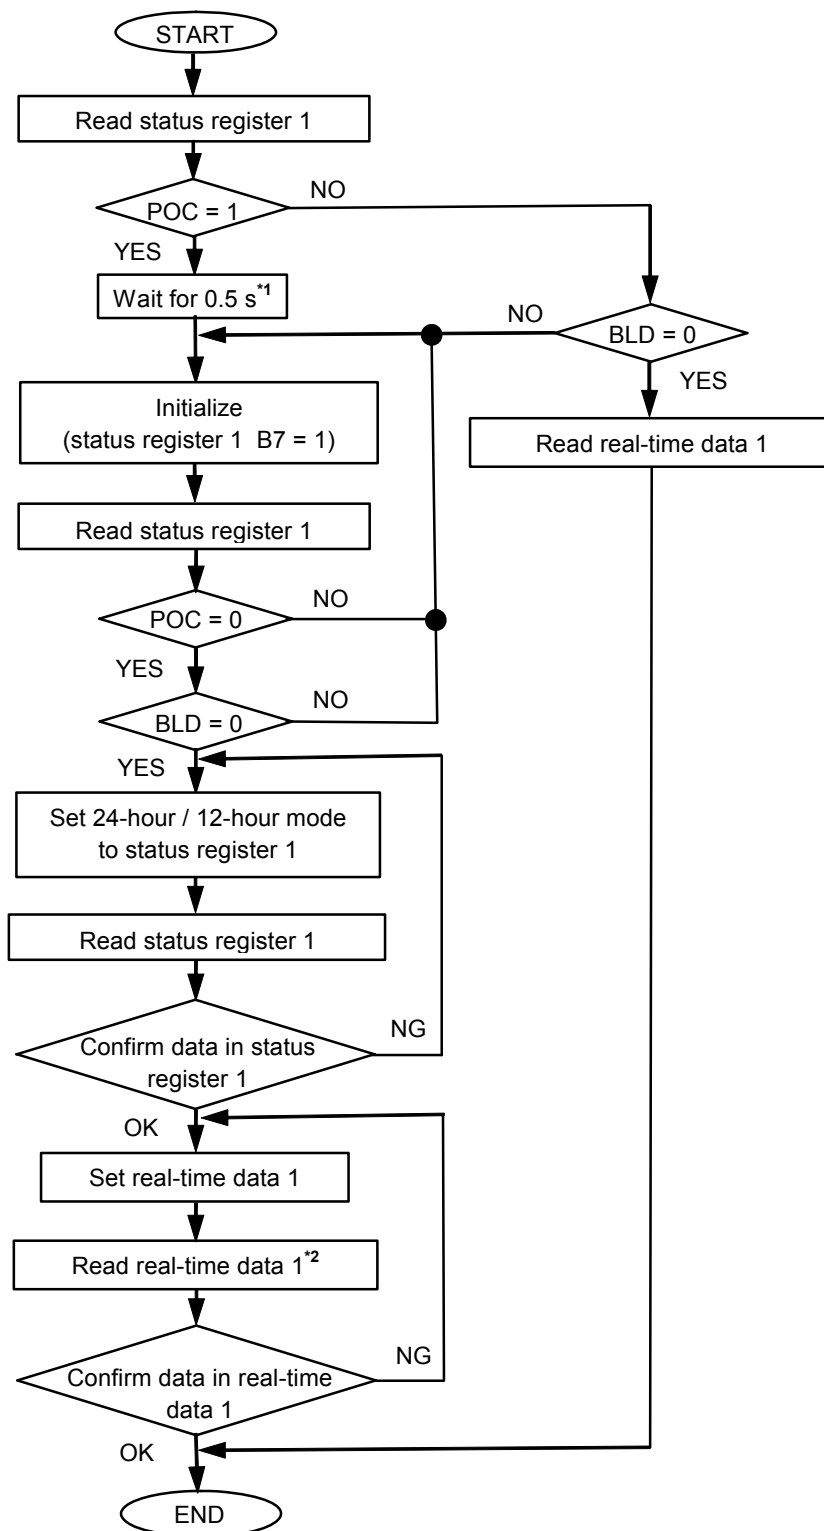 START
Read status register 1
POC = 1
NO
YES
Wait for 0.5 s*1
NO
BLD = 0
YES
Initialize
(status register 1  B7 = 1)
Read real-time data 1
Read status register 1
POC = 0
NO
YES
BLD = 0
NO
YES
Set 24-hour / 12-hour mode
to status register 1
Read status register 1
NG
Confirm data in status
register 1
OK
Set real-time data 1
Read real-time data 1*2
NG
Confirm data in real-time
data 1
OK
END